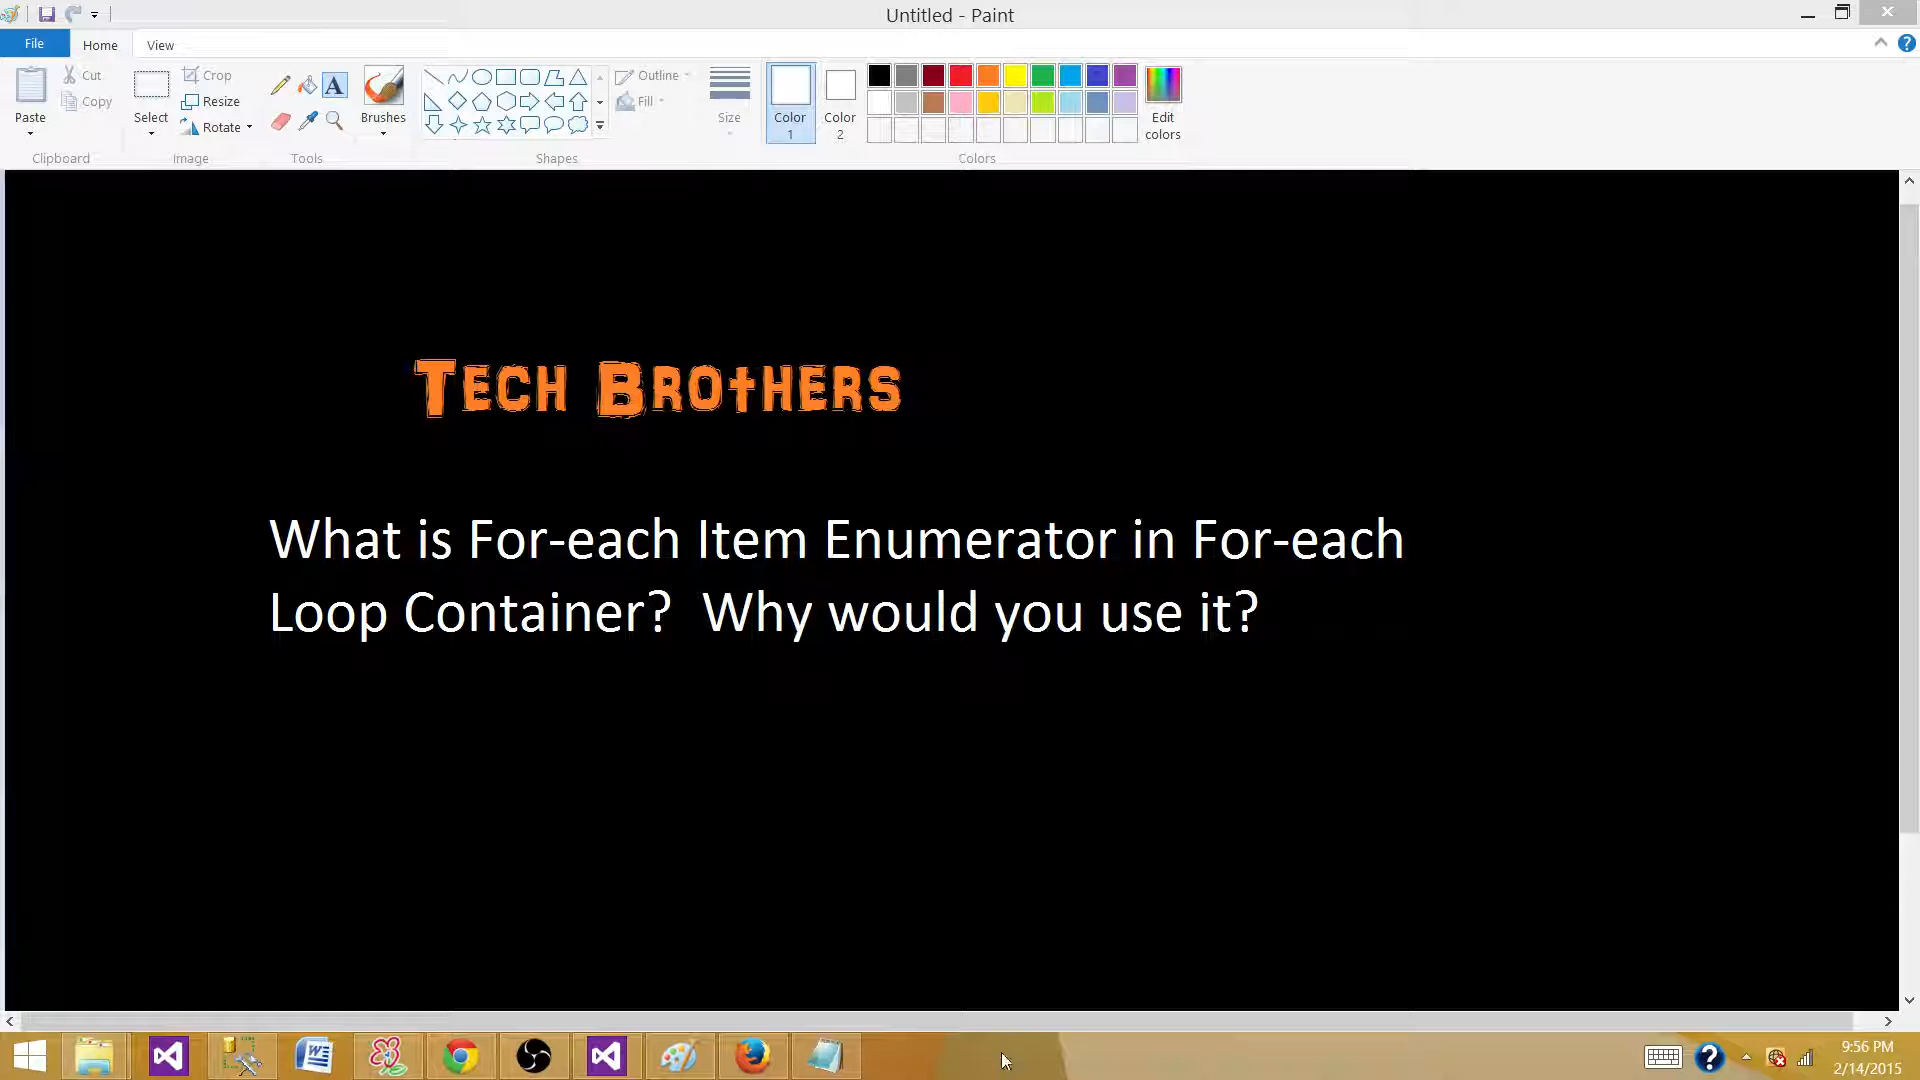 Untitled - Paint
File
Home
View
Paste
Cut
Copy
Clipboard
Select
Crop
Resize
Rotate
Image
A
Tools
Brushes
Outline
Fill
Shapes
Size
Color 1
Color 2
Edit colors
Colors
Tech Brothers
What is For-each Item Enumerator in For-each
Loop Container?  Why would you use it?
9:56 PM
2/14/2015